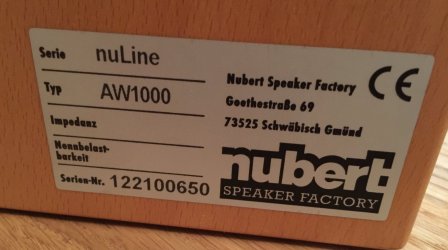 Serie nuLine
Typ AW1000
Impedanz
Nennbelast-
barkeit
Serien-Nr. 122100650
Nubert Speaker Factory
Goethestraße 69
73525 Schwäbisch Gmünd
CE
nubert
SPEAKER FACTORY